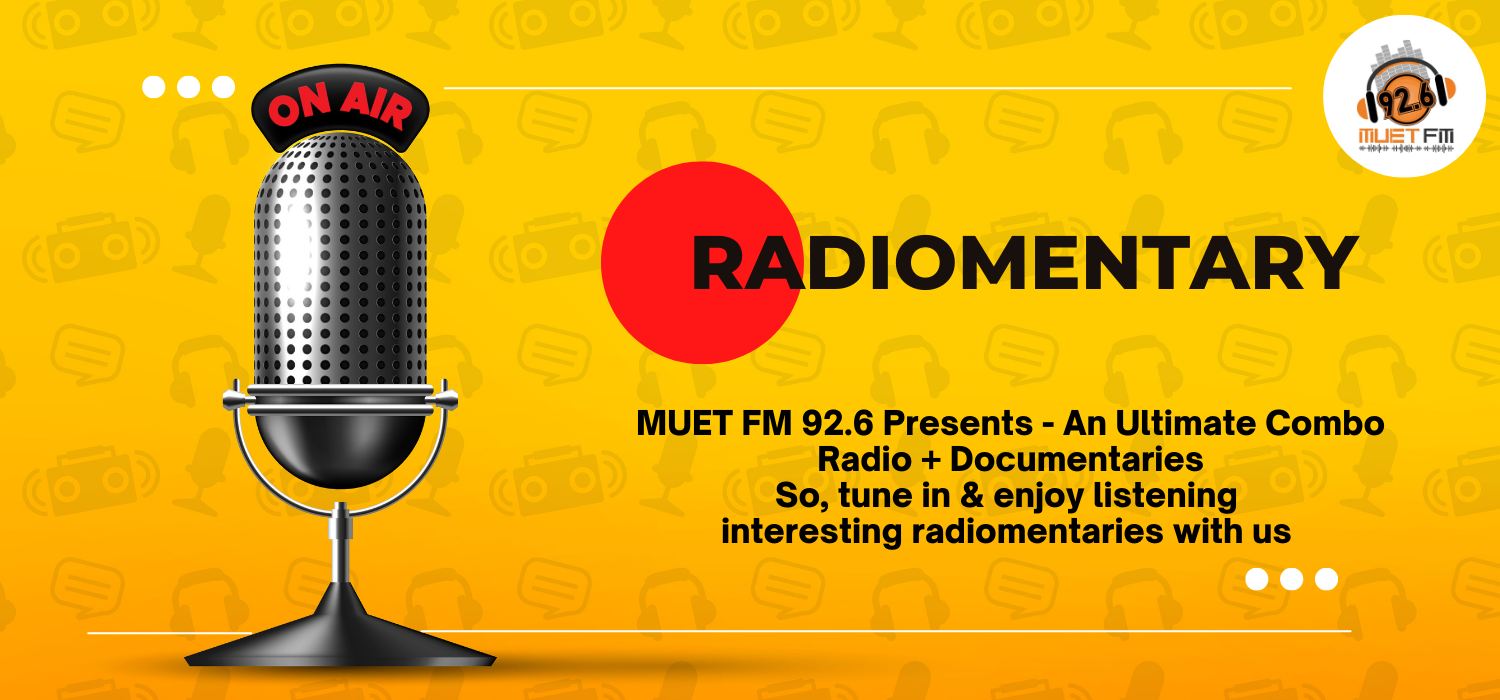 ON AIR
92.6
MUET FM
RADIOMENTARY
MUET FM 92.6 Presents - An Ultimate Combo
Radio + Documentaries
So, tune in & enjoy listening
interesting radiomentaries with us